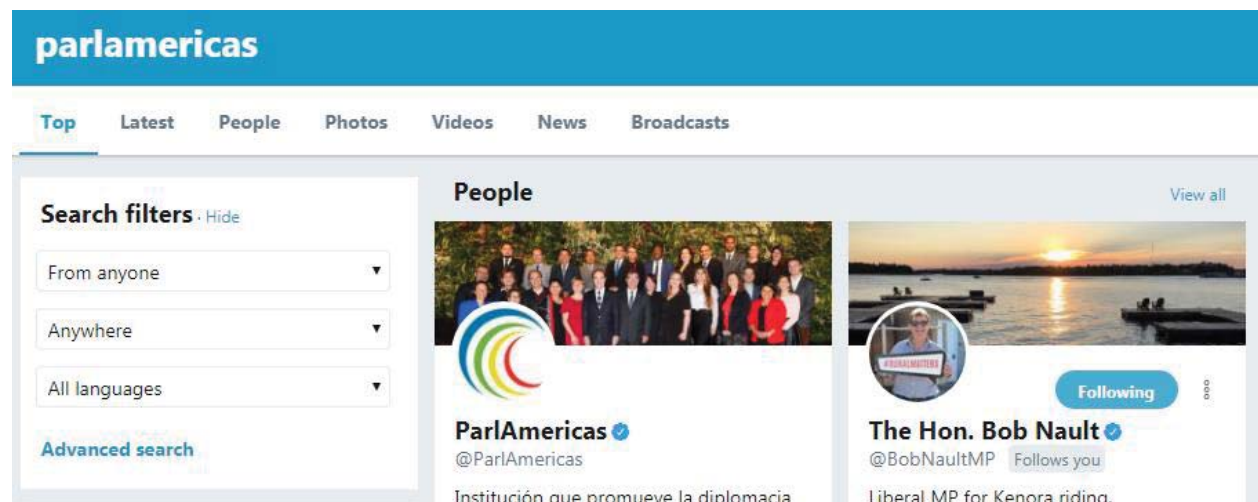 parlamericas
Top Latest People Photos Videos News Broadcasts
Search filters · Hide
From anyone
Anywhere
All languages
Advanced search
People View all
ParlAmericas
@ParlAmericas
Institución que promueve la diplomacia
#RURALMATTERS
Following
The Hon. Bob Nault
@BobNaultMP Follows you
Liberal MP for Kenora riding.